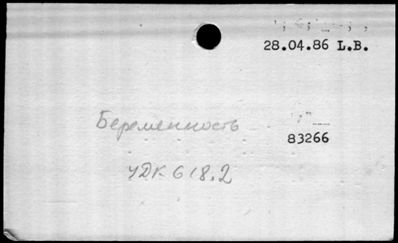 28.04.86 L.B.
Беременность
83266
УДК 618.2